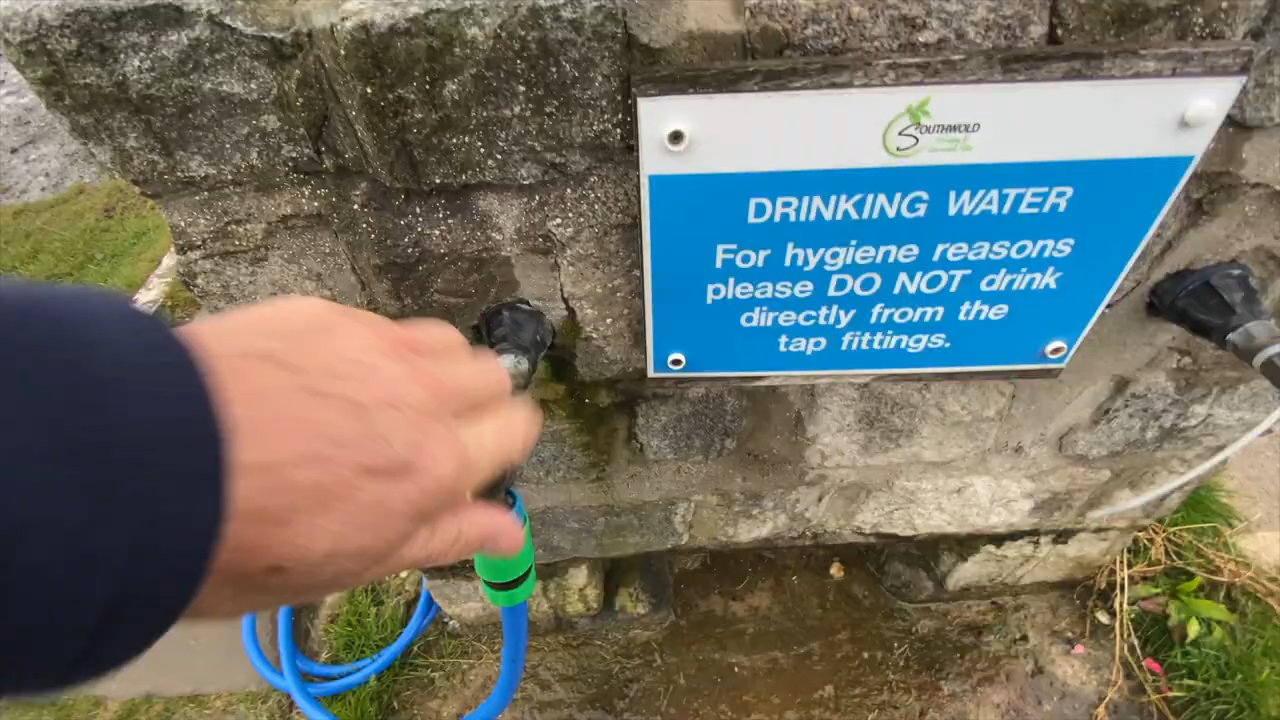 SOUTHWOLD
DRINKING WATER
For hygiene reasons
please DO NOT drink
directly from the
tap fittings.